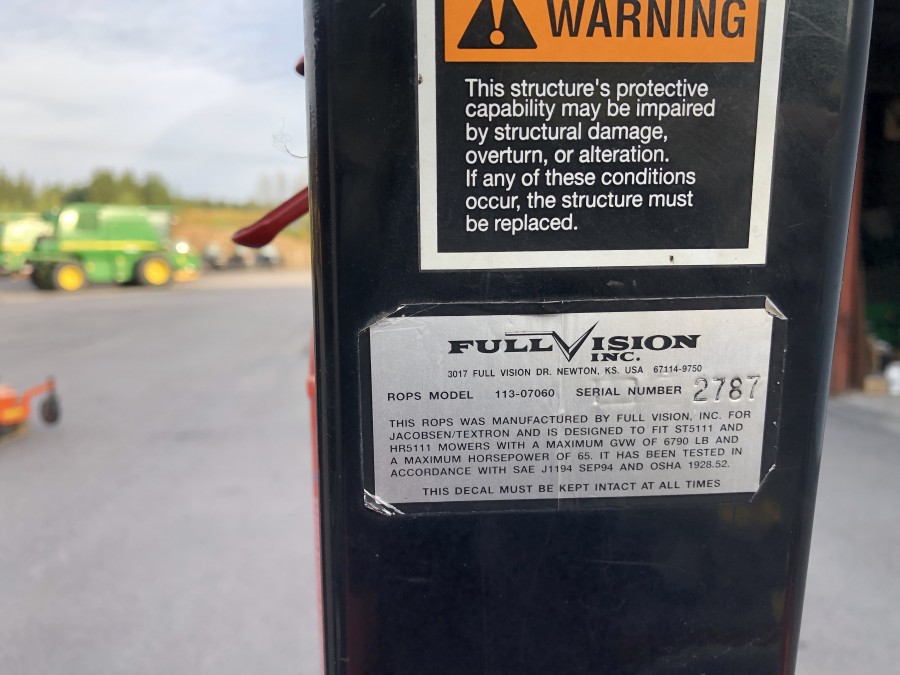 WARNING
This structure's protective
capability may be impaired
by structural damage,
overturn, or alteration.
If any of these conditions
occur, the structure must
be replaced.
FULL VISION
INC.
3017 FULL VISION DR. NEWTON, KS. USA 67114-9750
ROPS MODEL 113-07060 SERIAL NUMBER 2787
THIS ROPS WAS MANUFACTURED BY FULL VISION, INC. FOR
JACOBSEN/TEXTRON AND IS DESIGNED TO FIT ST5111 AND
HR5111 MOWERS WITH A MAXIMUM GVW OF 6790 LB AND
A MAXIMUM HORSEPOWER OF 65. IT HAS BEEN TESTED IN
ACCORDANCE WITH SAE J1194 SEP94 AND OSHA 1928.52.
THIS DECAL MUST BE KEPT INTACT AT ALL TIMES